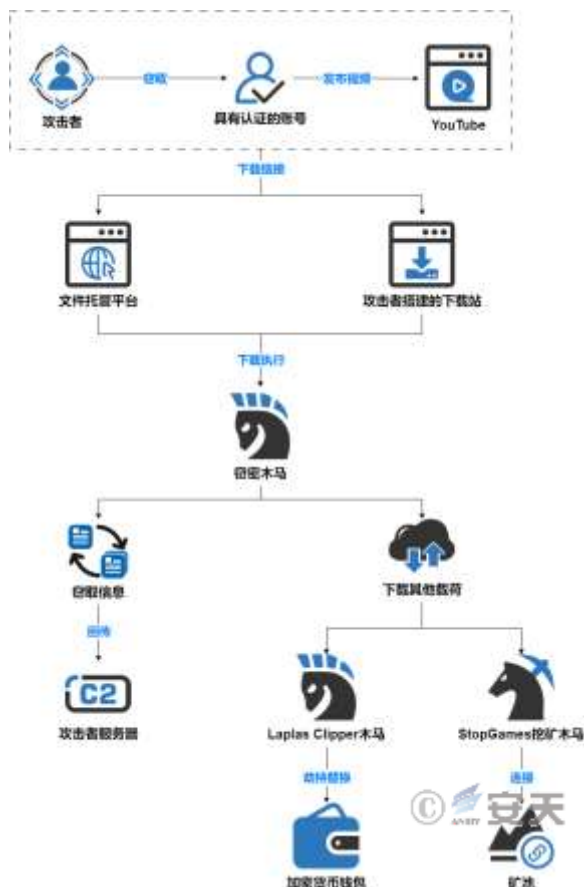 窃取
发布视频
攻击者
具有认证的账号
YouTube
下载链接
文件托管平台
攻击者搭建的下载站
下载执行
窃密木马
窃取信息
下载其他载荷
回传
C2
攻击者服务器
Laplas Clipper木马
StopGames挖矿木马
劫持替换
连接
© 安天
ANTIY
加密货币钱包
矿池